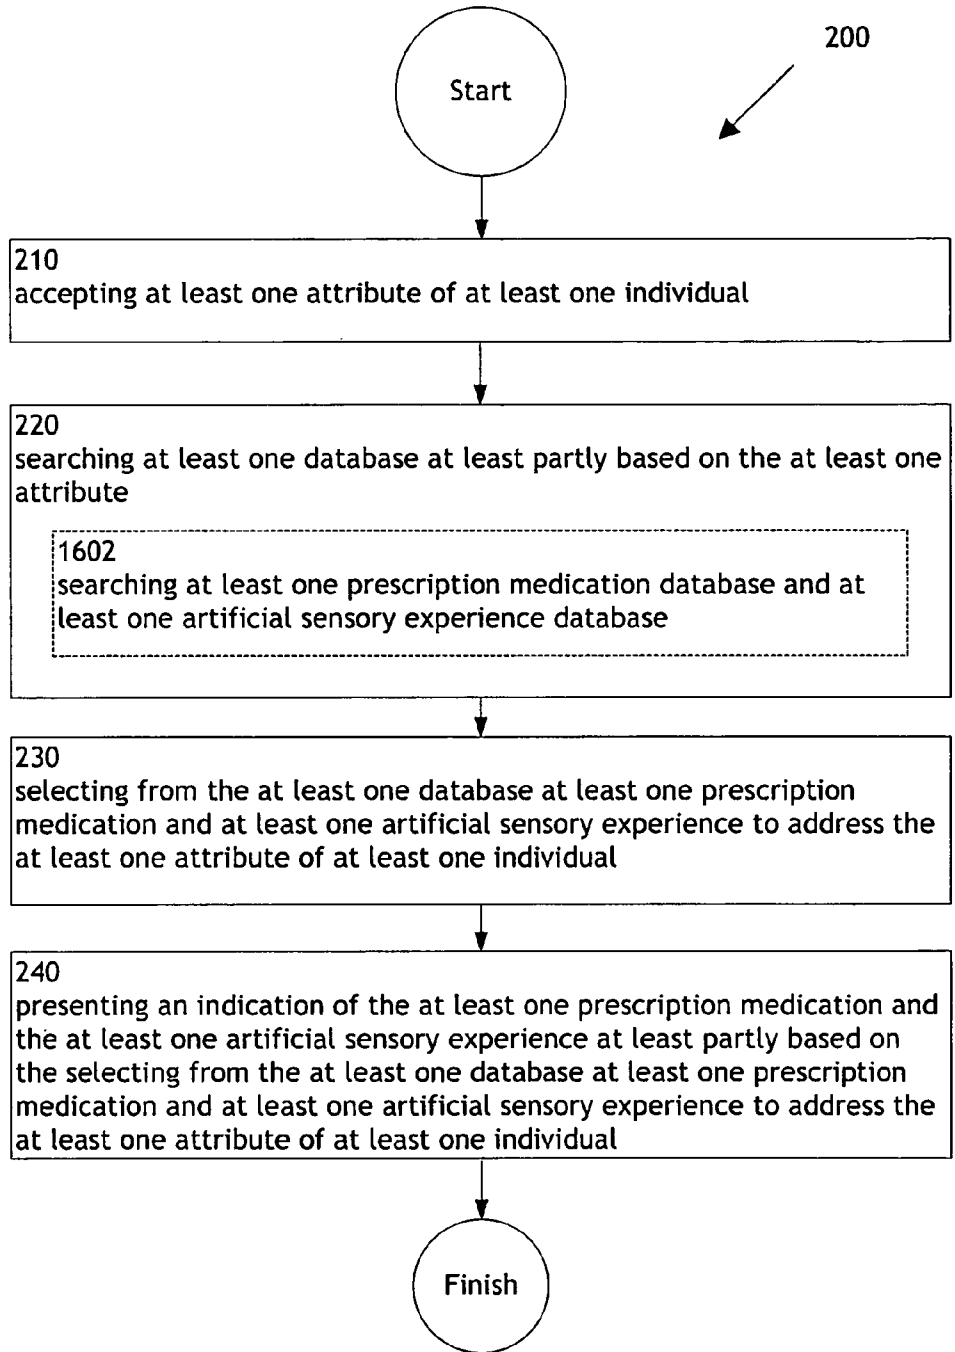 200
Start
210
accepting at least one attribute of at least one individual
220
searching at least one database at least partly based on the at least one
attribute
1602
searching at least one prescription medication database and at
least one artificial sensory experience database
230
selecting from the at least one database at least one prescription
medication and at least one artificial sensory experience to address the
at least one attribute of at least one individual
240
presenting an indication of the at least one prescription medication and
the at least one artificial sensory experience at least partly based on
the selecting from the at least one database at least one prescription
medication and at least one artificial sensory experience to address the
at least one attribute of at least one individual
Finish